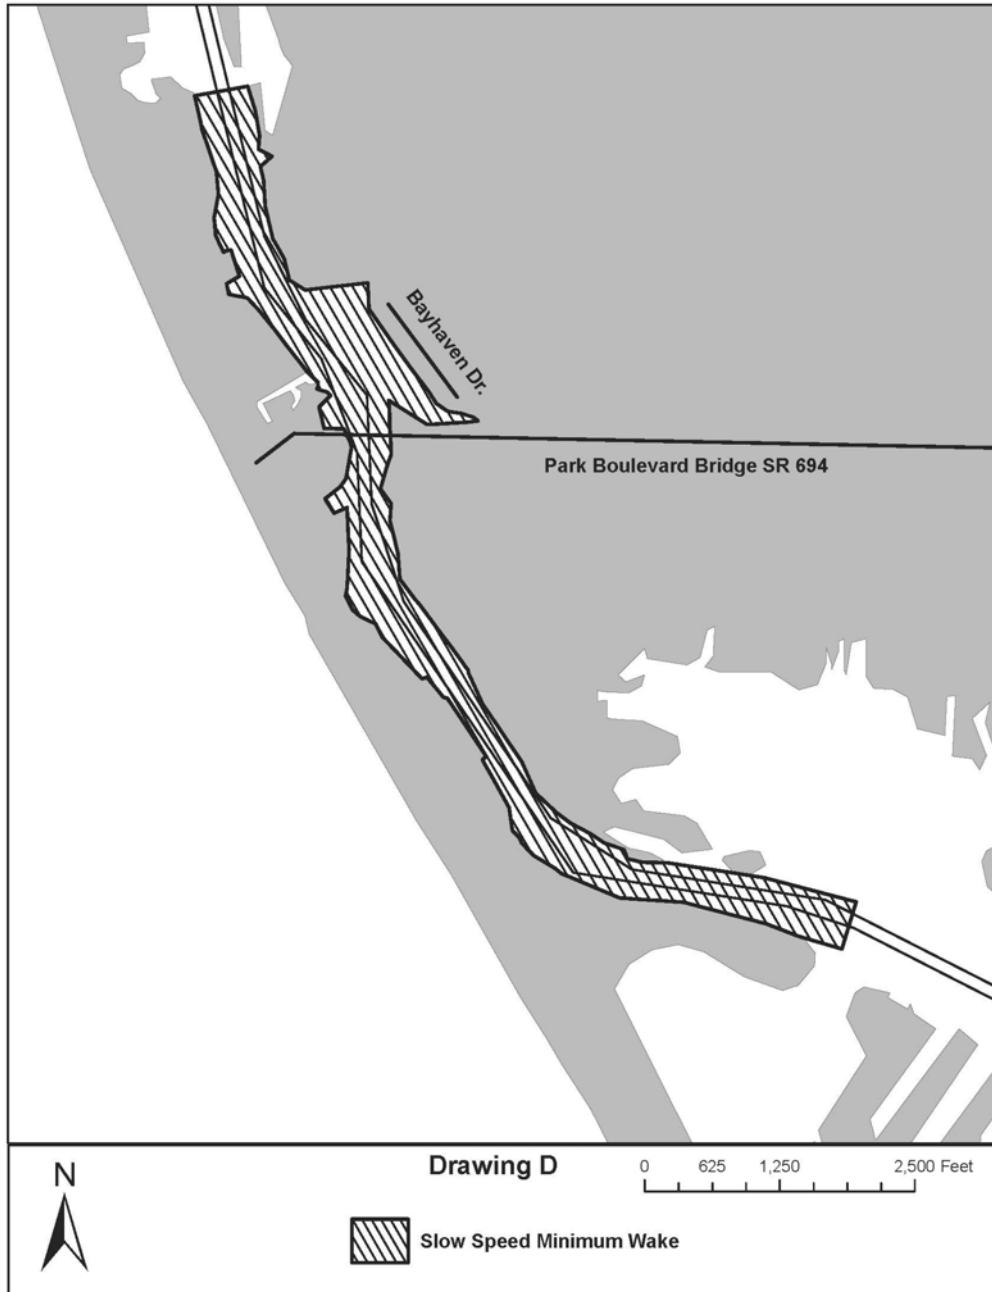 Bayhaven Dr.
Park Boulevard Bridge SR 694
N
Drawing D
0 625 1,250 2,500 Feet
Slow Speed Minimum Wake